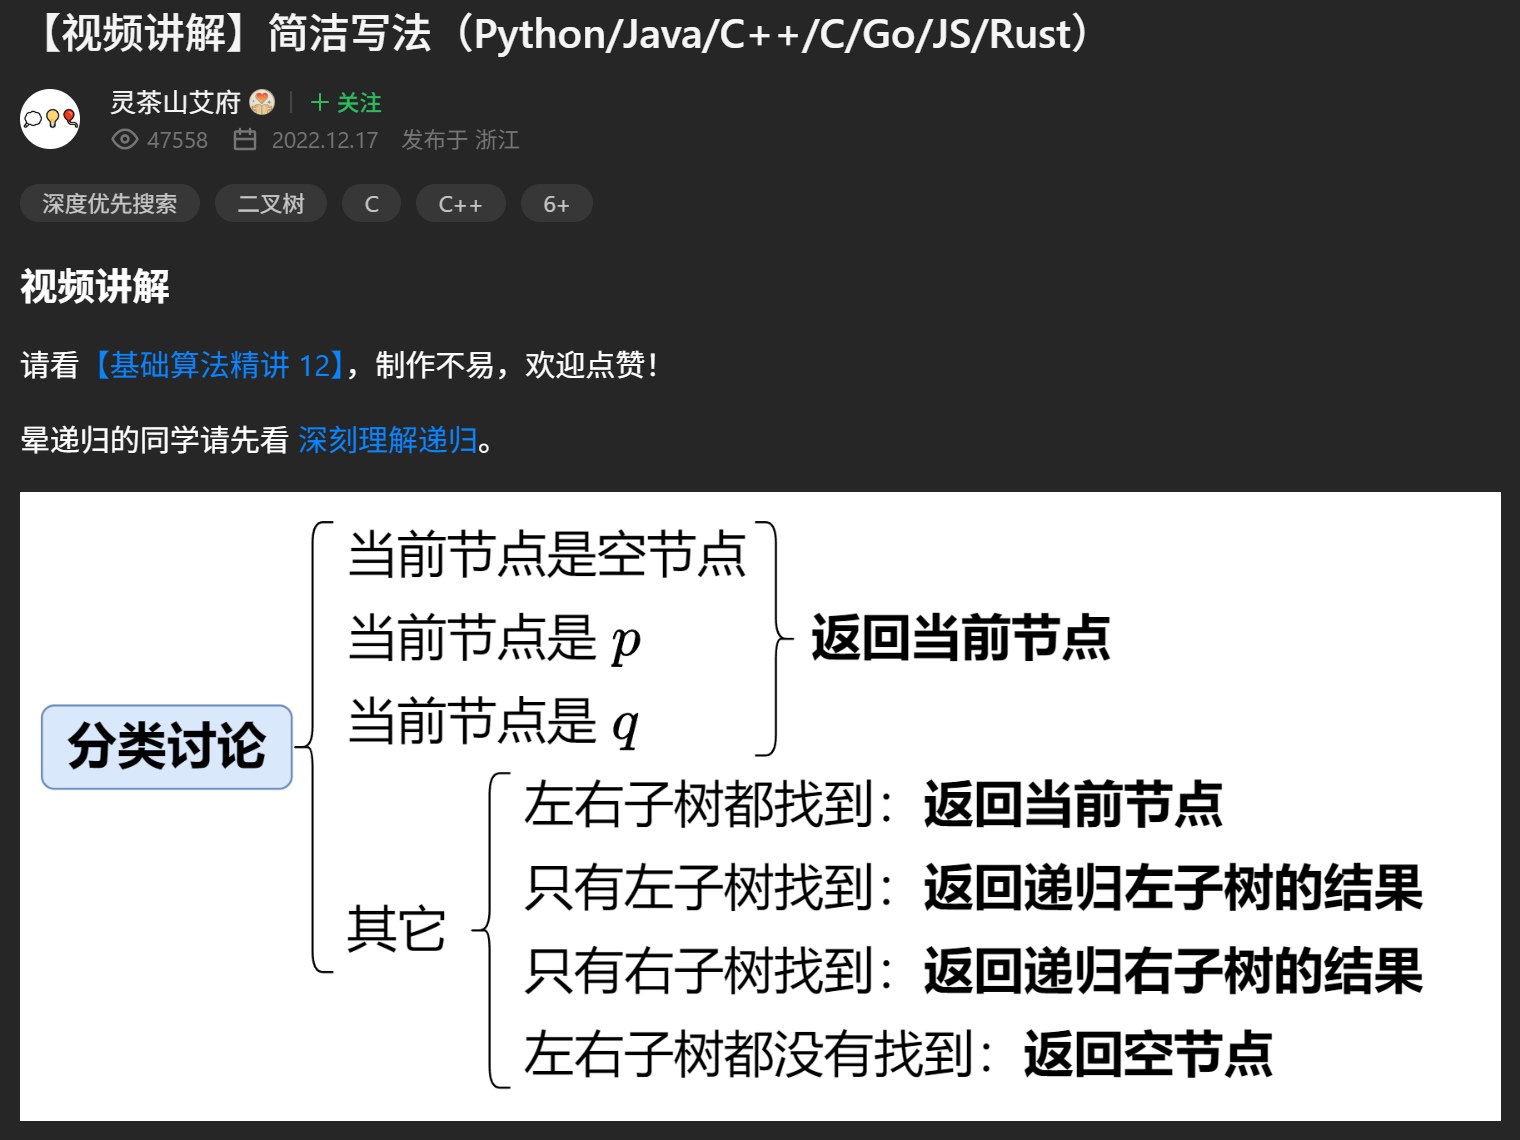 【视频讲解】简洁写法（Python/Java/C++/C/Go/JS/Rust）
灵茶山艾府 + 关注
47558 2022.12.17 发布于 浙江
深度优先搜索 二叉树 C C++ 6+
视频讲解
请看【基础算法精讲 12】，制作不易，欢迎点赞！
晕递归的同学请先看 深刻理解递归。
当前节点是空节点
当前节点是 p
返回当前节点
当前节点是 q
分类讨论
左右子树都找到：返回当前节点
只有左子树找到：返回递归左子树的结果
其它
只有右子树找到：返回递归右子树的结果
左右子树都没有找到：返回空节点